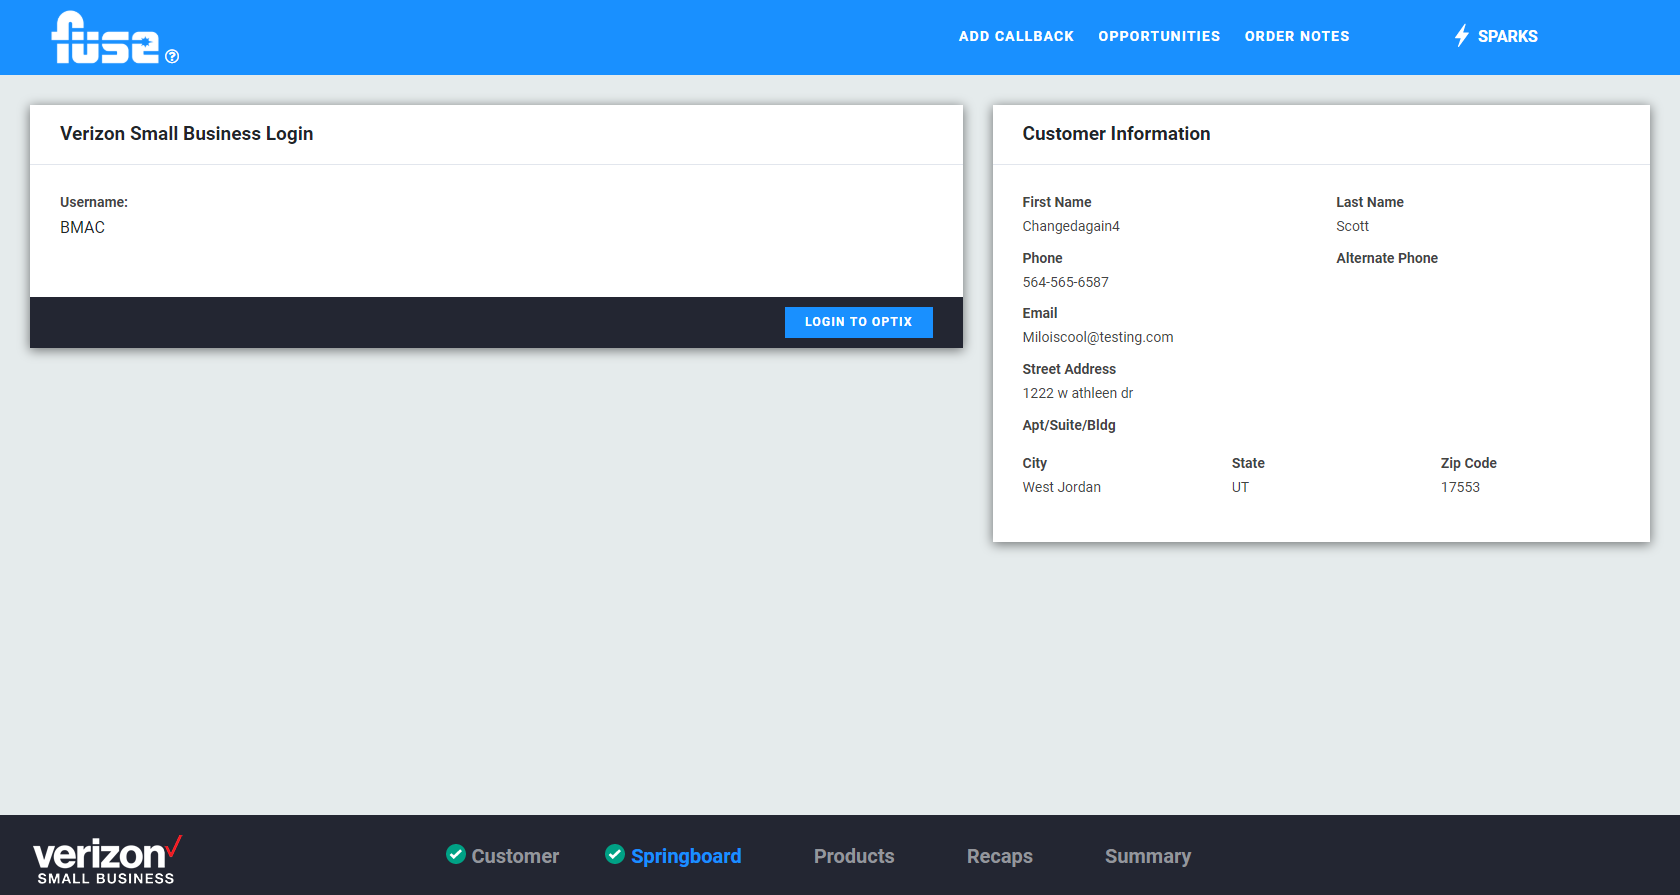 fuse
ADD CALLBACK OPPORTUNITIES ORDER NOTES SPARKS
Verizon Small Business Login
Username:
BMAC
LOGIN TO OPTIX
Customer Information
First Name Last Name
Changedagain4 Scott
Phone Alternate Phone
564-565-6587
Email
Miloiscool@testing.com
Street Address
1222 w athleen dr
Apt/Suite/Bldg
City State Zip Code
West Jordan UT 17553
verizon
SMALL BUSINESS
Customer Springboard Products Recaps Summary